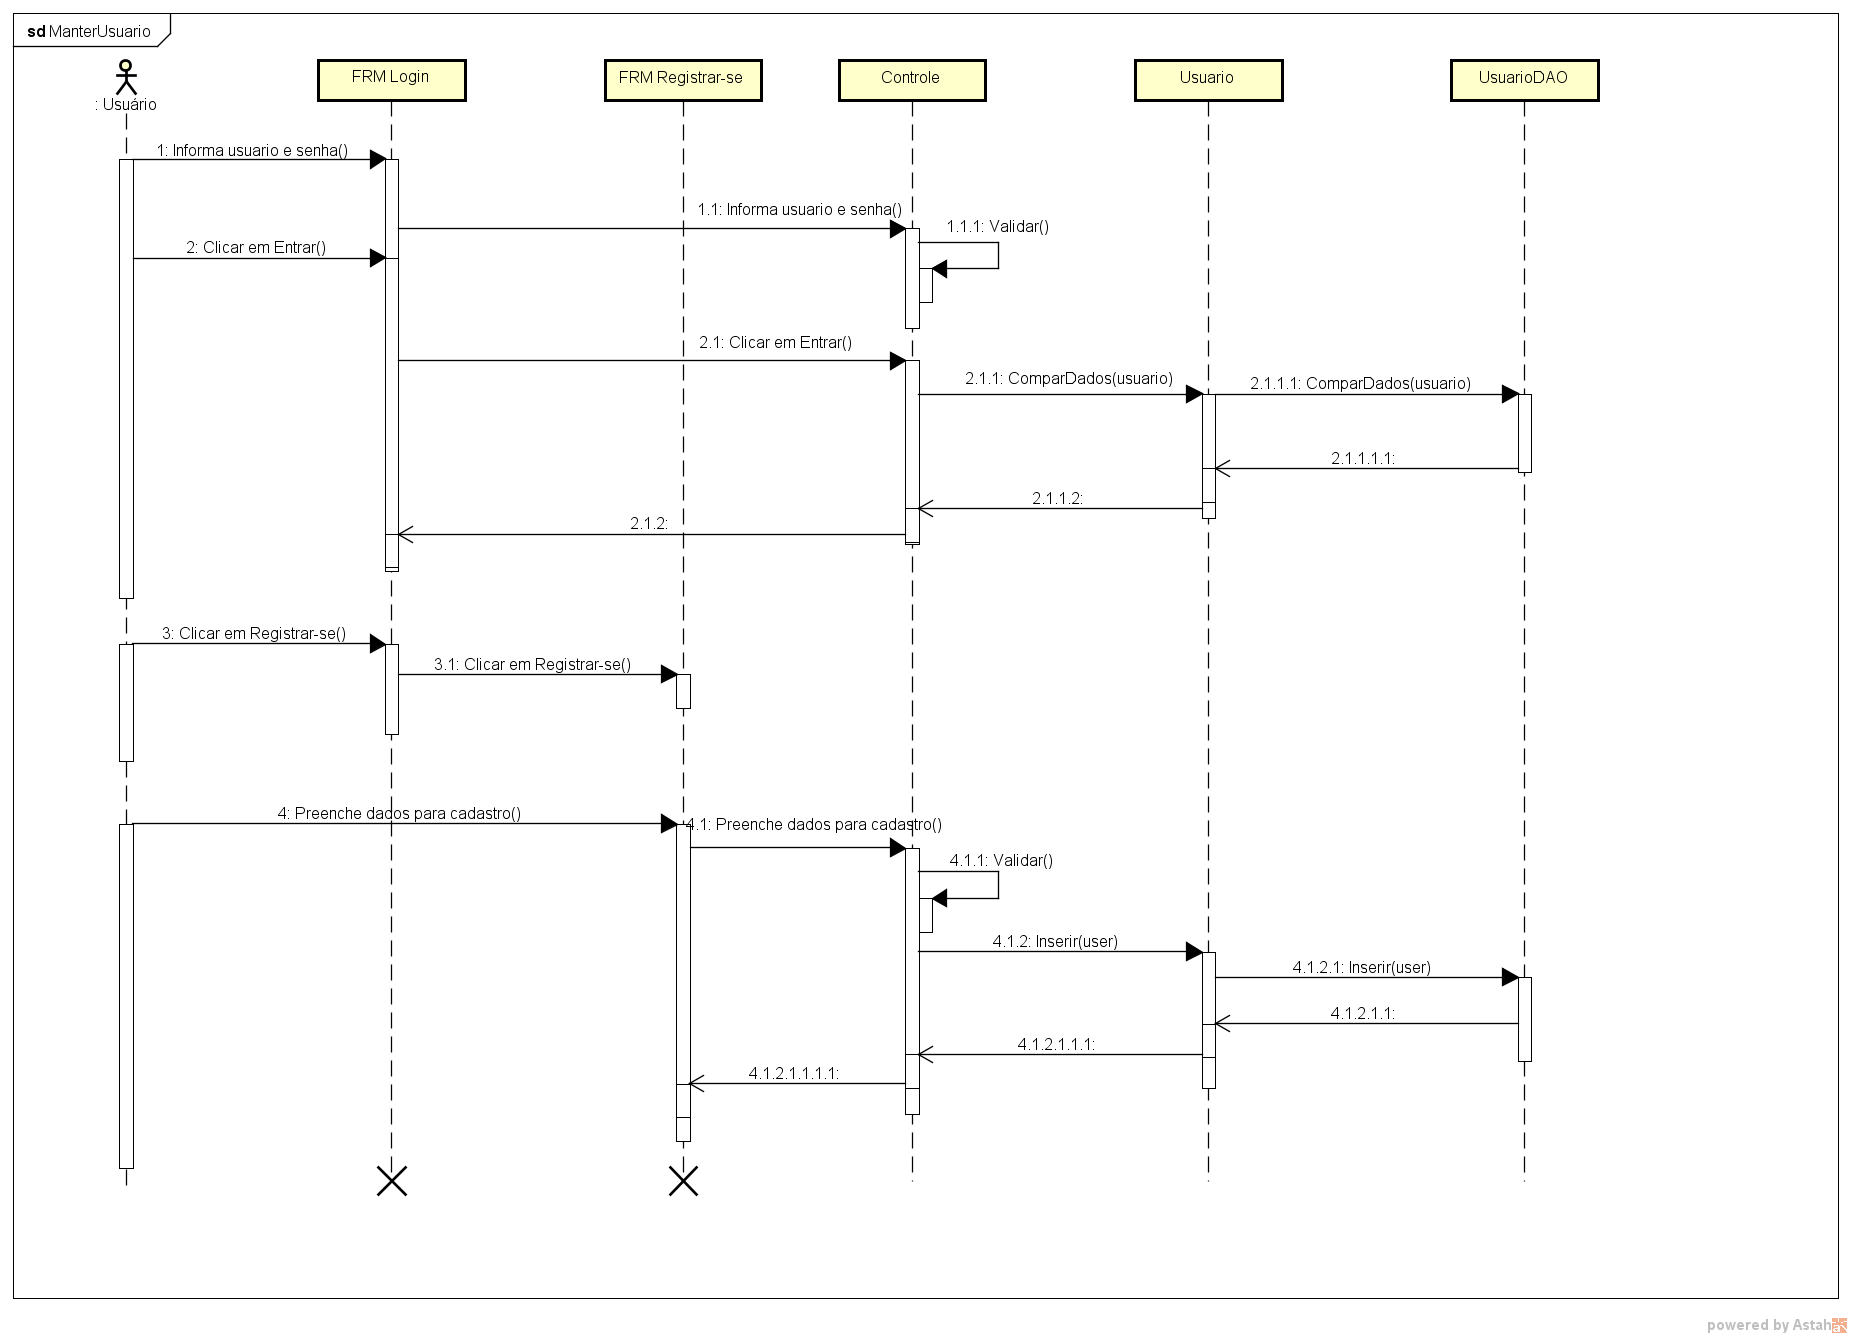 sd ManterUsuario
: Usuário
FRM Login
FRM Registrar-se
Controle
Usuario
UsuarioDAO
1: Informa usuario e senha()
1.1: Informa usuario e senha()
1.1.1: Validar()
2: Clicar em Entrar()
2.1: Clicar em Entrar()
2.1.1: ComparDados(usuario)
2.1.1.1: ComparDados(usuario)
2.1.1.1.1:
2.1.1.2:
2.1.2:
3: Clicar em Registrar-se()
3.1: Clicar em Registrar-se()
4: Preenche dados para cadastro()
4.1: Preenche dados para cadastro()
4.1.1: Validar()
4.1.2: Inserir(user)
4.1.2.1: Inserir(user)
4.1.2.1.1:
4.1.2.1.1.1:
4.1.2.1.1.1.1:
powered by Astah